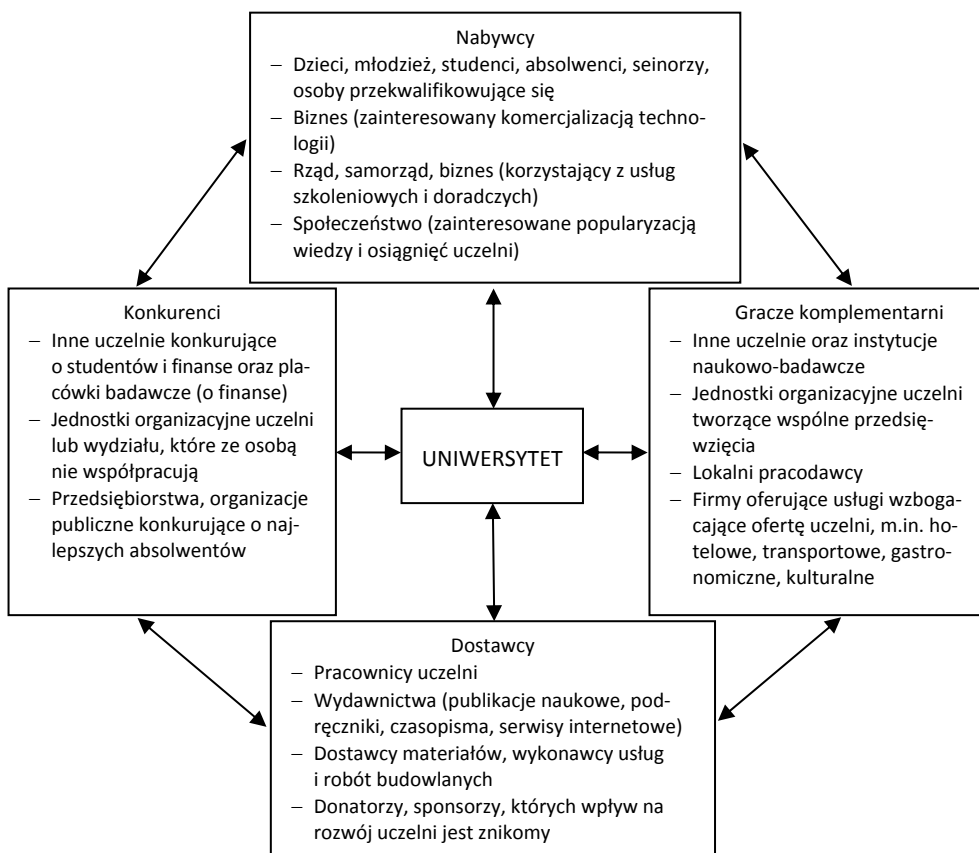 Nabywcy
– Dzieci, młodzież, studenci, absolwenci, seinorzy,
osoby przekwalifikowujące się
– Biznes (zainteresowany komercjalizacją techno-
logii)
– Rząd, samorząd, biznes (korzystający z usług
szkoleniowych i doradczych)
– Społeczeństwo (zainteresowane popularyzacją
wiedzy i osiągnięć uczelni)
Konkurenci
– Inne uczelnie konkurujące
o studentów i finanse oraz pla-
cówki badawcze (o finanse)
– Jednostki organizacyjne uczelni
lub wydziału, które ze osobą
nie współpracują
– Przedsiębiorstwa, organizacje
publiczne konkurujące o naj-
lepszych absolwentów
UNIWERSYTET
Gracze komplementarni
– Inne uczelnie oraz instytucje
naukowo-badawcze
– Jednostki organizacyjne uczelni
tworzące wspólne przedsię-
wzięcia
– Lokalni pracodawcy
– Firmy oferujące usługi wzboga-
cające ofertę uczelni, m.in. ho-
telowe, transportowe, gastro-
nomiczne, kulturalne
Dostawcy
– Pracownicy uczelni
– Wydawnictwa (publikacje naukowe, pod-
ręczniki, czasopisma, serwisy internetowe)
– Dostawcy materiałów, wykonawcy usług
i robót budowlanych
– Donatorzy, sponsorzy, których wpływ na
rozwój uczelni jest znikomy